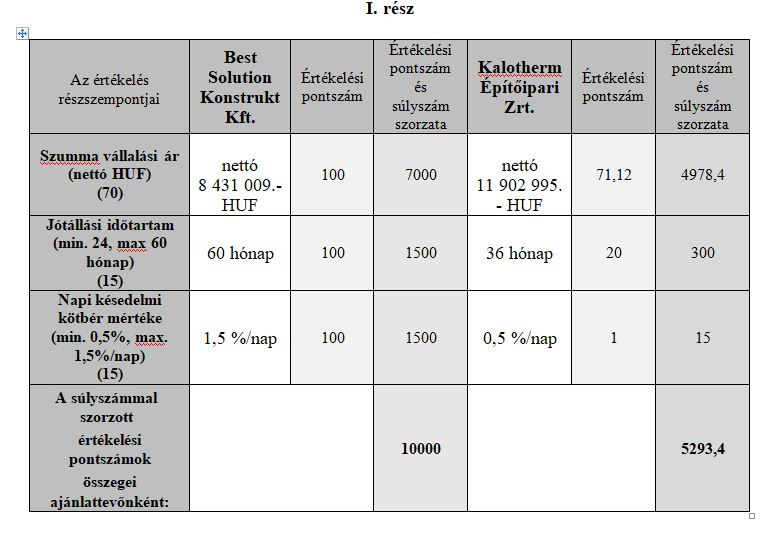 I. rész
Az értékelés
részszempontjai
Best
Solution
Konstrukt
Kft.
Értékelési
pontszám
Értékelési
pontszám
és
súlyszám
szorzata
Kalotherm
Építőipari
Zrt.
Értékelési
pontszám
Értékelési
pontszám
és
súlyszám
szorzata
Szumma vállalási ár
(nettó HUF)
(70)
nettó
8 431 009.-
HUF
100
7000
nettó
11 902 995.
- HUF
71,12
4978,4
Jótállási időtartam
(min. 24, max 60
hónap)
(15)
60 hónap
100
1500
36 hónap
20
300
Napi késedelmi
kötbér mértéke
(min. 0,5%, max.
1,5%/nap)
(15)
1,5 %/nap
100
1500
0,5 %/nap
1
15
A súlyszámmal
szorzott
értékelési
pontszámok
összegei
ajánlattevőnként:
10000
5293,4